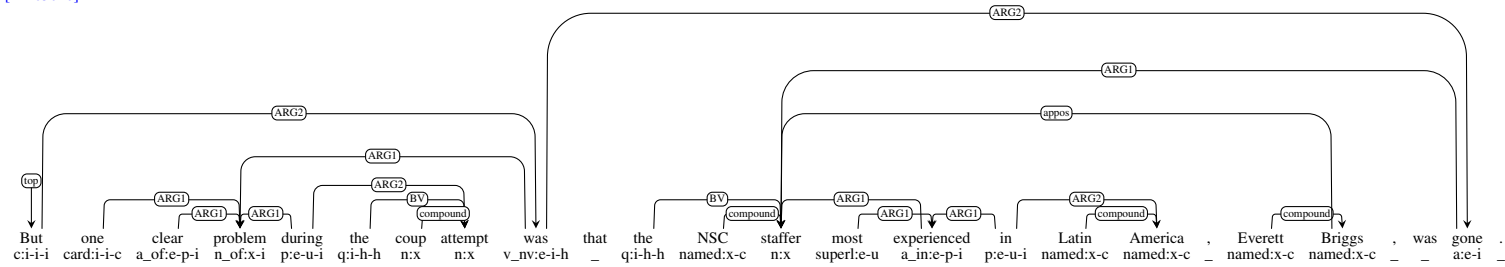 ARG2
ARG1
ARG2 appos
ARG1
top ARG2
ARG1 BV BV ARG1 ARG2
ARG1 ARG1 compound compound ARG1 ARG1 compound compound
But one clear problem during the coup attempt was that the NSC staffer most experienced in Latin America , Everett Briggs , was gone .
c:i-i-i card:i-i-c a_of:e-p-i n_of:x-i p:e-u-i q:i-h-h n:x n:x v_nv:e-i-h _ q:i-h-h named:x-c n:x superl:e-u a_in:e-p-i p:e-u-i named:x-c named:x-c _ named:x-c named:x-c _ _ a:e-i _